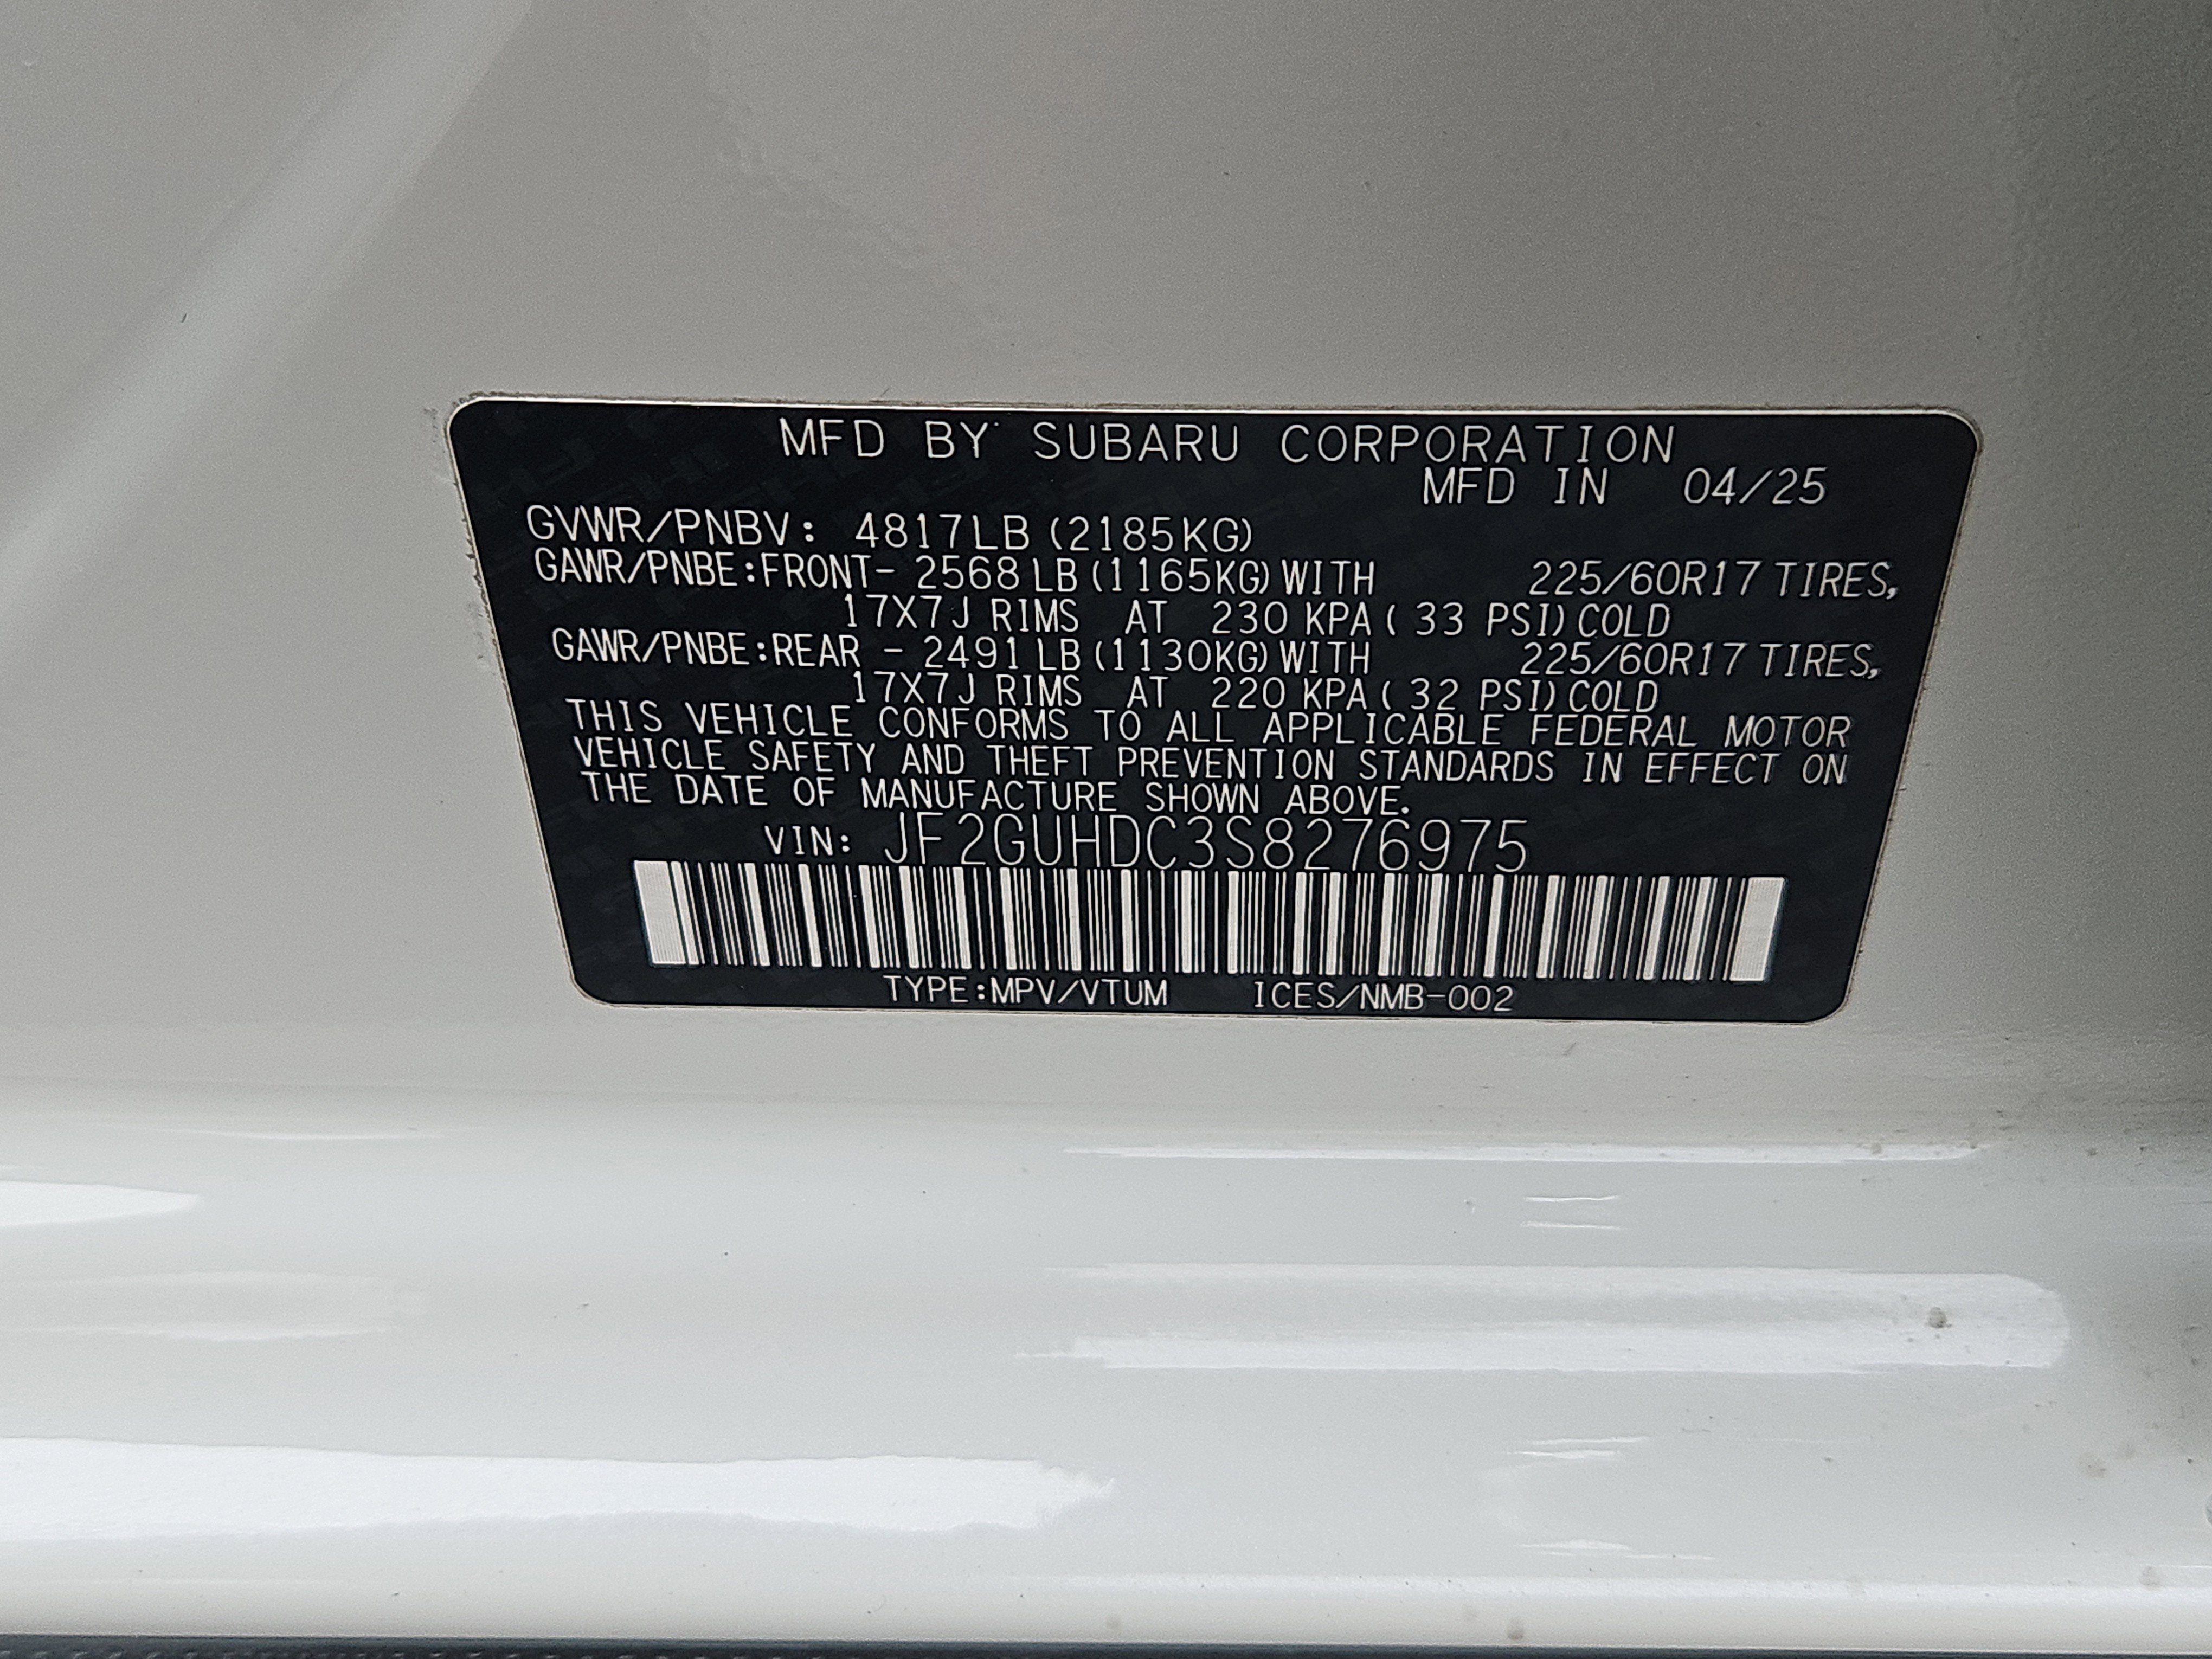 MFD BY SUBARU CORPORATION
MFD IN 04/25
GVWR/PNBV: 4817LB (2185KG)
GAWR/PNBE:FRONT- 2568 LB (1165KG) WITH 225/60R17 TIRES,
17X7J RIMS AT 230 KPA ( 33 PSI) COLD
GAWR/PNBE:REAR - 2491 LB (1130KG) WITH 225/60R17 TIRES,
17X7J RIMS AT 220 KPA ( 32 PSI) COLD
THIS VEHICLE CONFORMS TO ALL APPLICABLE FEDERAL MOTOR
VEHICLE SAFETY AND THEFT PREVENTION STANDARDS IN EFFECT ON
THE DATE OF MANUFACTURE SHOWN ABOVE.
VIN: JF2GUHDC3S8276975
TYPE:MPV/VTUM ICES/NMB-002